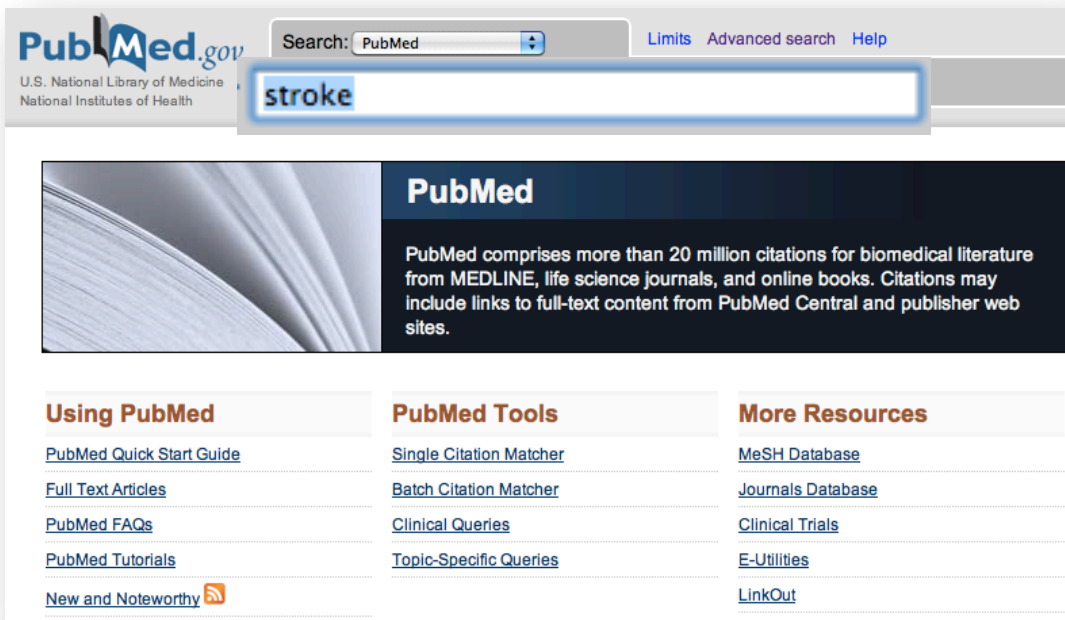 PubMed.gov
U.S. National Library of Medicine
National Institutes of Health
Search: PubMed
Limits Advanced search Help
stroke
PubMed
PubMed comprises more than 20 million citations for biomedical literature
from MEDLINE, life science journals, and online books. Citations may
include links to full-text content from PubMed Central and publisher web
sites.
Using PubMed
PubMed Quick Start Guide
Full Text Articles
PubMed FAQs
PubMed Tutorials
New and Noteworthy
PubMed Tools
Single Citation Matcher
Batch Citation Matcher
Clinical Queries
Topic-Specific Queries
More Resources
MeSH Database
Journals Database
Clinical Trials
E-Utilities
LinkOut